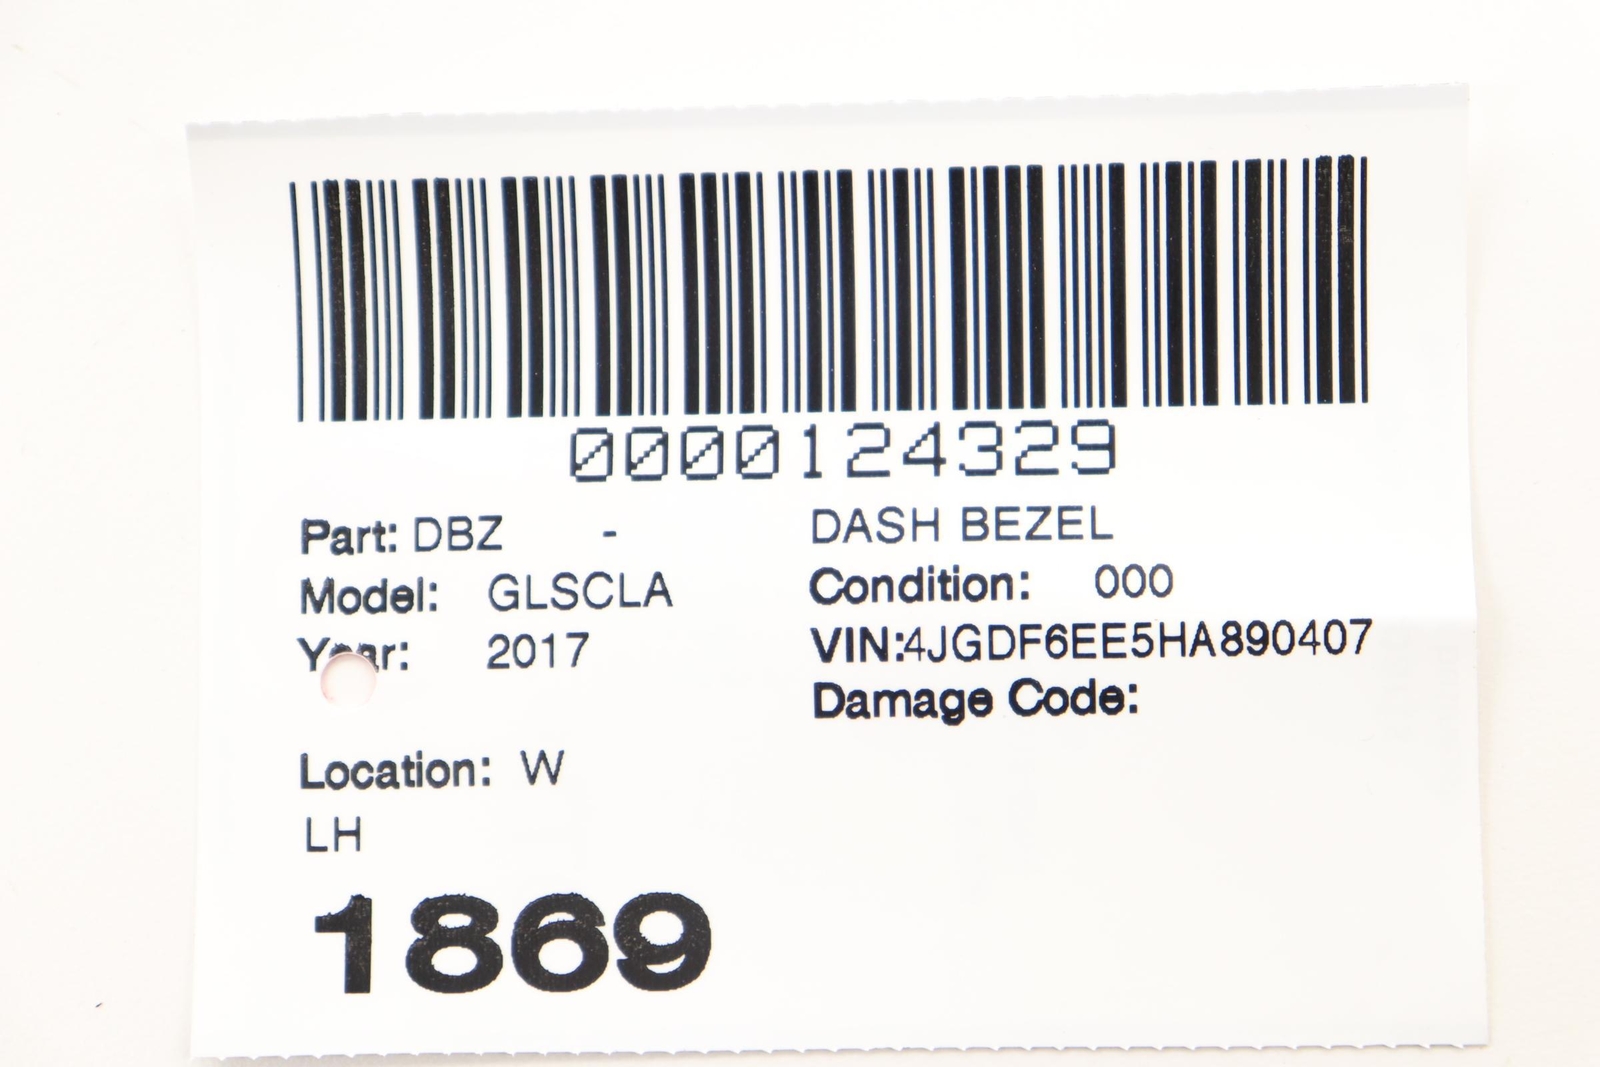 0000124329
Part: DBZ - DASH BEZEL
Model: GLSCLA Condition: 000
Year: 2017 VIN:4JGDF6EE5HA890407
Damage Code:
Location: W
LH
1869